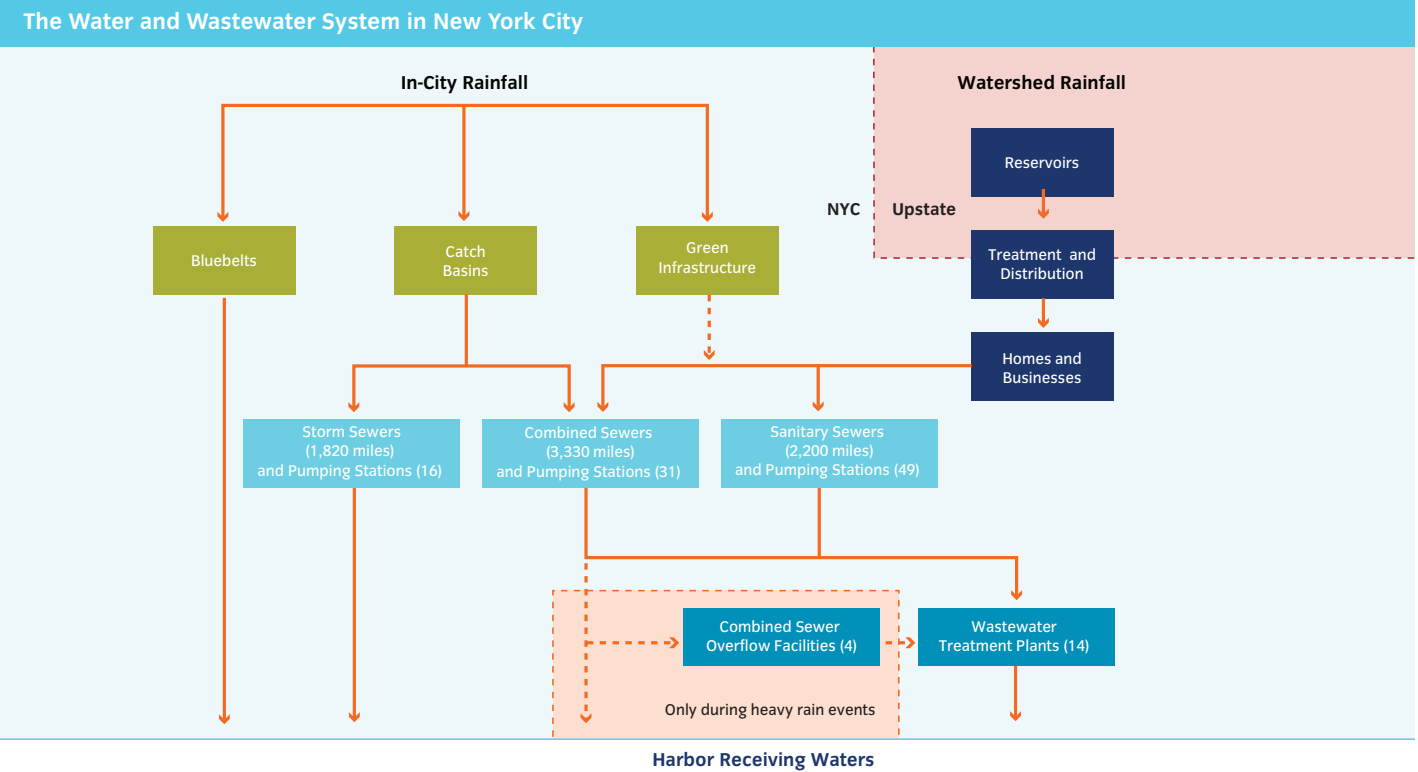 The Water and Wastewater System in New York City
In-City Rainfall
Watershed Rainfall
Reservoirs
NYC
Upstate
Bluebelts
Catch
Basins
Green
Infrastructure
Treatment and
Distribution
Homes and
Businesses
Storm Sewers
(1,820 miles)
and Pumping Stations (16)
Combined Sewers
(3,330 miles)
and Pumping Stations (31)
Sanitary Sewers
(2,200 miles)
and Pumping Stations (49)
Combined Sewer
Overflow Facilities (4)
Wastewater
Treatment Plants (14)
Only during heavy rain events
Harbor Receiving Waters